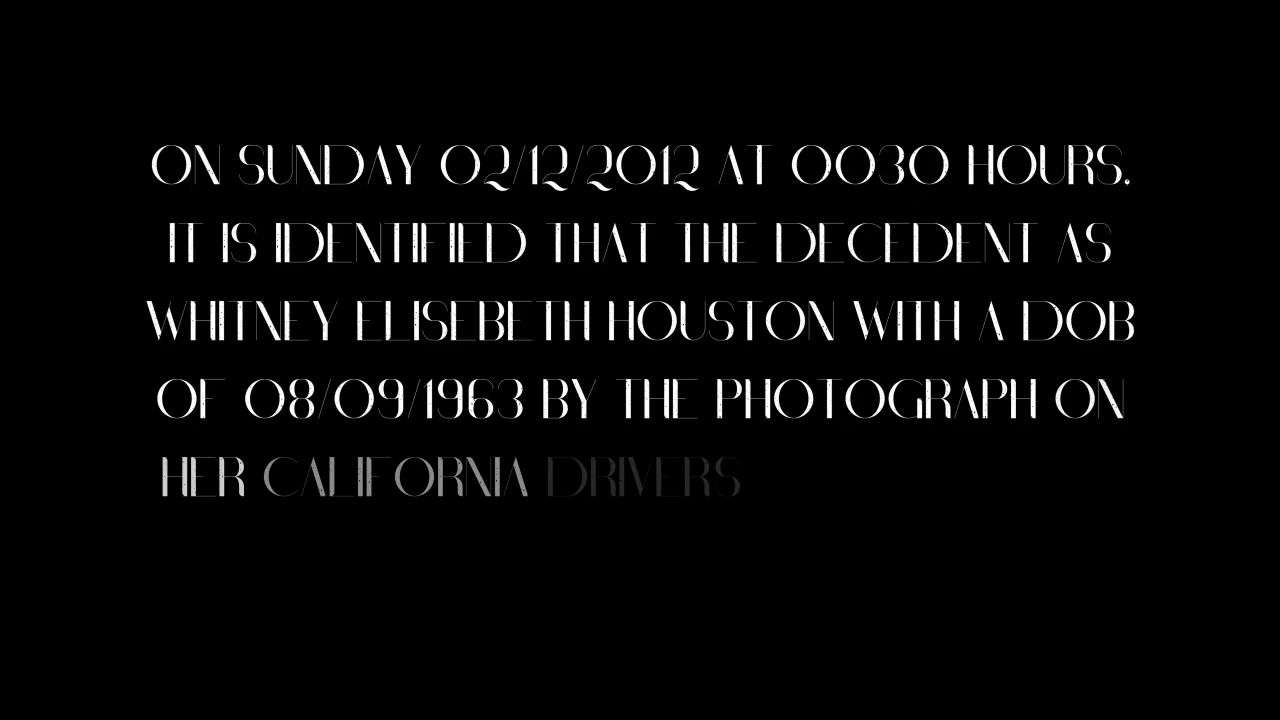 ON SUNDAY 02/12/2012 AT 0030 HOURS.
IT IS IDENTIFIED THAT THE DECEDENT AS
WHITNEY ELISEBETH HOUSTON WITH A DOB
OF 08/09/1963 BY THE PHOTOGRAPH ON
HER CALIFORNIA DRIVERS